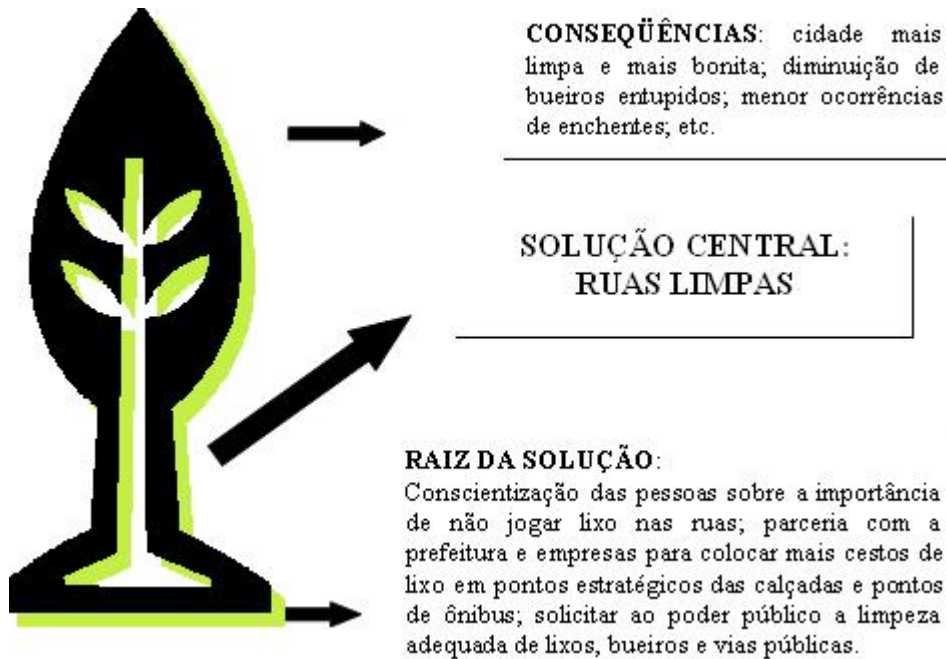 CONSEQÜÊNCIAS: cidade mais
limpa e mais bonita; diminuição de
bueiros entupidos; menor ocorrências
de enchentes; etc.
SOLUÇÃO CENTRAL:
RUAS LIMPAS
RAIZ DA SOLUÇÃO:
Conscientização das pessoas sobre a importância
de não jogar lixo nas ruas; parceria com a
prefeitura e empresas para colocar mais cestos de
lixo em pontos estratégicos das calçadas e pontos
de ônibus; solicitar ao poder público a limpeza
adequada de lixos, bueiros e vias públicas.